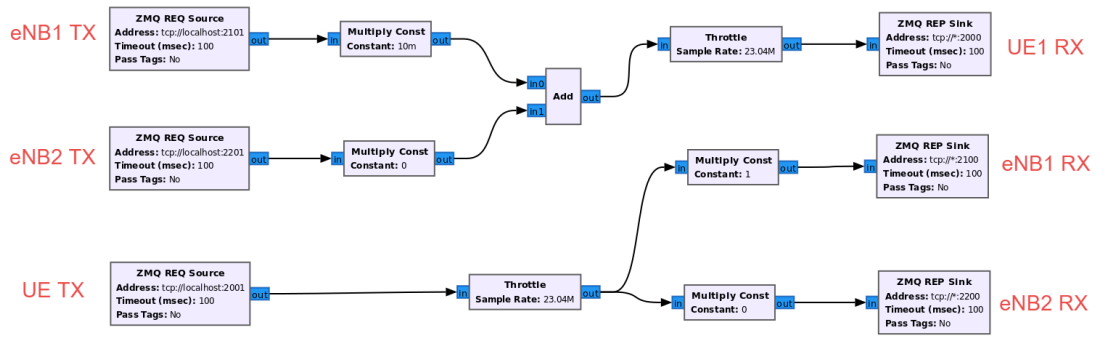 eNB1 TX
ZMQ REQ Source
Address: tcp://localhost:2101
Timeout (msec): 100
Pass Tags: No
out
in
Multiply Const
Constant: 10m
out
in0
in1
Add
out
in
Throttle
Sample Rate: 23.04M
out
in
ZMQ REP Sink
Address: tcp://*:2000
Timeout (msec): 100
Pass Tags: No
UE1 RX
eNB2 TX
ZMQ REQ Source
Address: tcp://localhost:2201
Timeout (msec): 100
Pass Tags: No
out
in
Multiply Const
Constant: 0
out
in
Multiply Const
Constant: 1
out
in
ZMQ REP Sink
Address: tcp://*:2100
Timeout (msec): 100
Pass Tags: No
eNB1 RX
UE TX
ZMQ REQ Source
Address: tcp://localhost:2001
Timeout (msec): 100
Pass Tags: No
out
in
Throttle
Sample Rate: 23.04M
out
in
Multiply Const
Constant: 0
out
in
ZMQ REP Sink
Address: tcp://*:2200
Timeout (msec): 100
Pass Tags: No
eNB2 RX